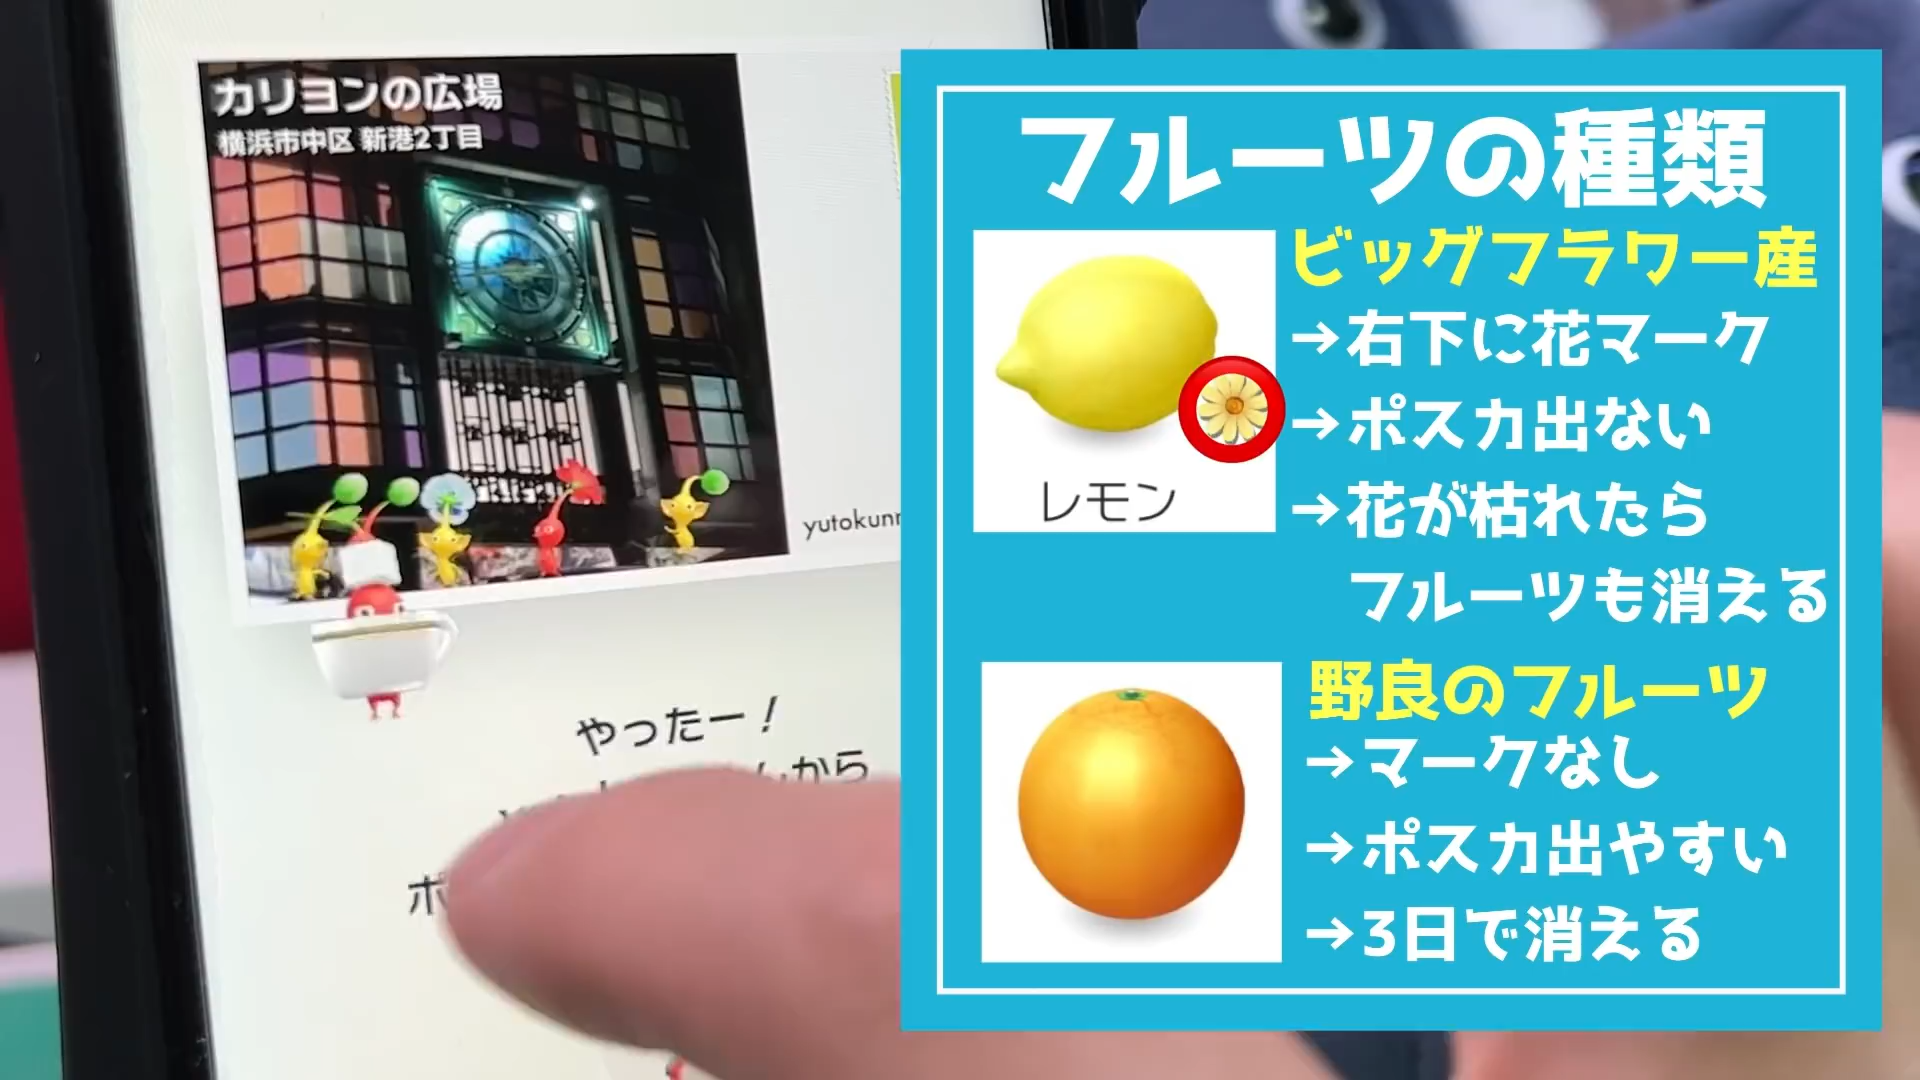 カリヨンの広場
横浜市中区 新港2丁目
やったー！
から
フルーツの種類
ビッグフラワー産
→右下に花マーク
→ポスカ出ない
→花が枯れたら
フルーツも消える
レモン
野良のフルーツ
→マークなし
→ポスカ出やすい
→3日で消える